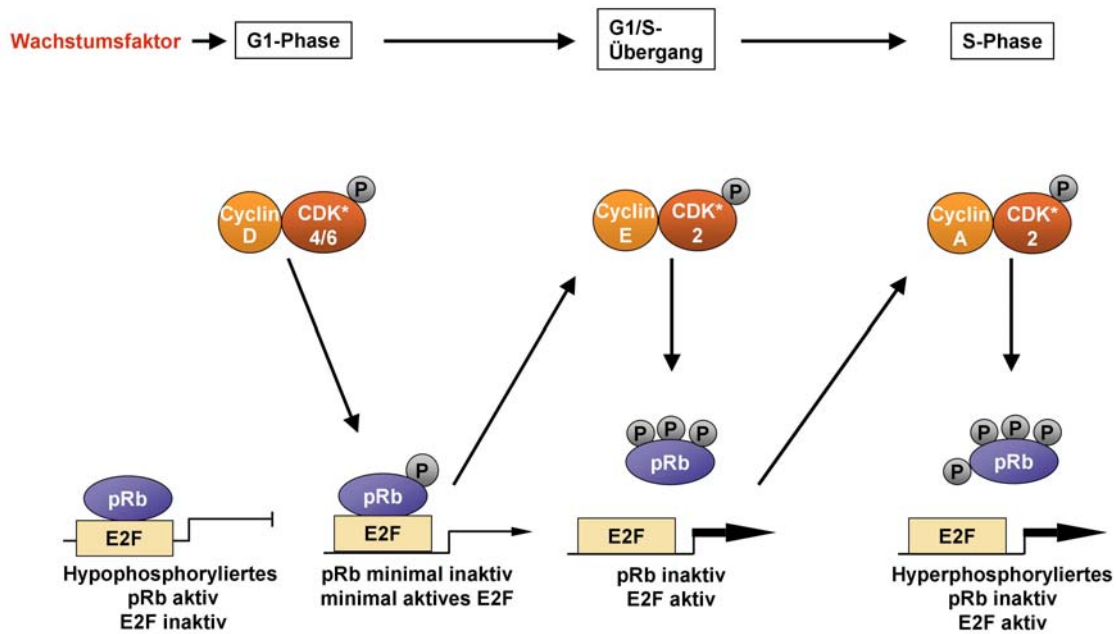 Wachstumsfaktor
G1-Phase
G1/S-
Übergang
S-Phase
P
Cyclin
D
CDK*
4/6
P
Cyclin
E
CDK*
2
P
Cyclin
A
CDK*
2
pRb
E2F
Hypophosphoryliertes
pRb aktiv
E2F inaktiv
P
pRb
E2F
pRb minimal inaktiv
minimal aktives E2F
P P P
pRb
E2F
pRb inaktiv
E2F aktiv
P P P
P
pRb
E2F
Hyperphosphoryliertes
pRb inaktiv
E2F aktiv